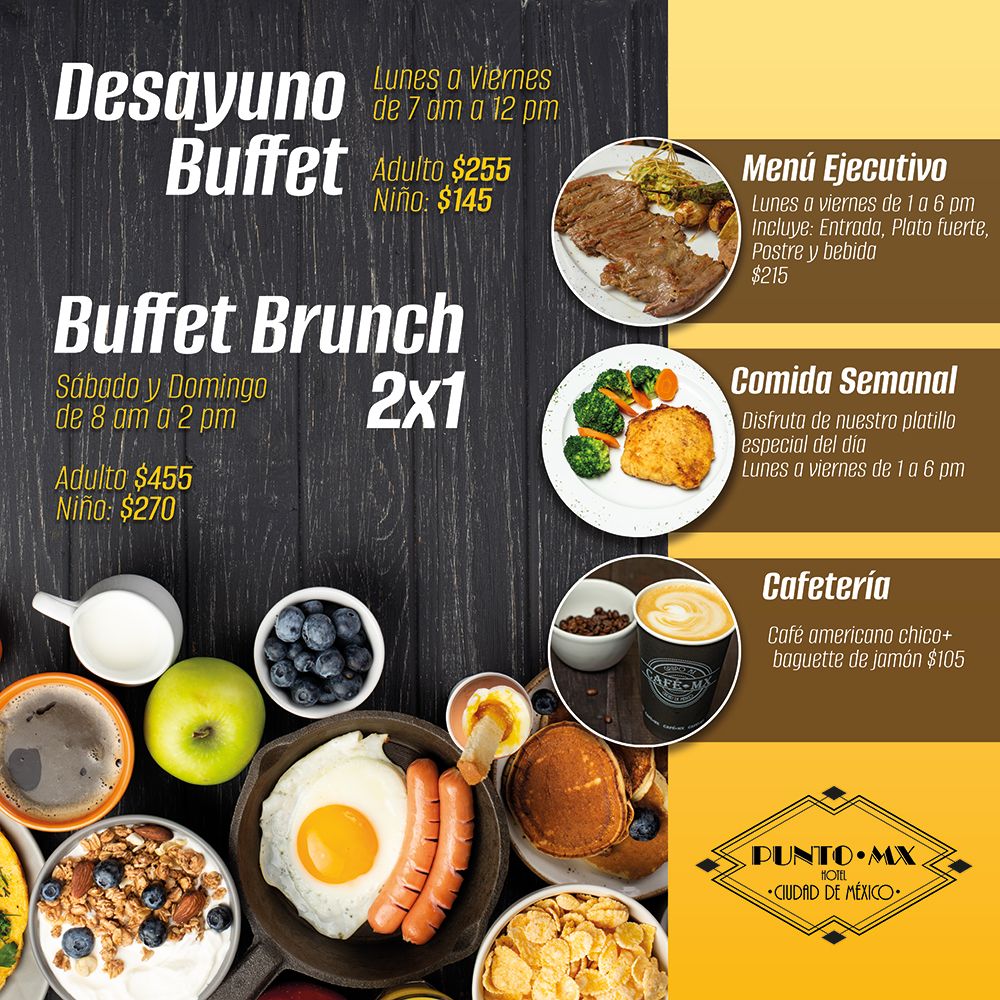 Desayuno
Buffet
Lunes a Viernes
de 7 am a 12 pm
Adulto $255
Niño: $145
Buffet Brunch
2x1
Sábado y Domingo
de 8 am a 2 pm
Adulto $455
Niño: $270
Menú Ejecutivo
Lunes a viernes de 1 a 6 pm
Incluye: Entrada, Plato fuerte,
Postre y bebida
$215
Comida Semanal
Disfruta de nuestro platillo
especial del día
Lunes a viernes de 1 a 6 pm
Cafetería
Café americano chico+
baguette de jamón $105
CAFÉ•MX
PUNTO•MX
HOTEL
•CIUDAD DE MÉXICO•